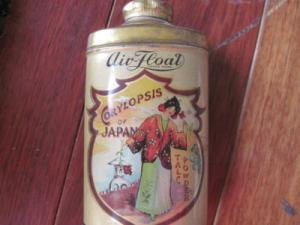 Air-Float
CORYLOPSIS
OF
JAPAN
TALC
POWDER